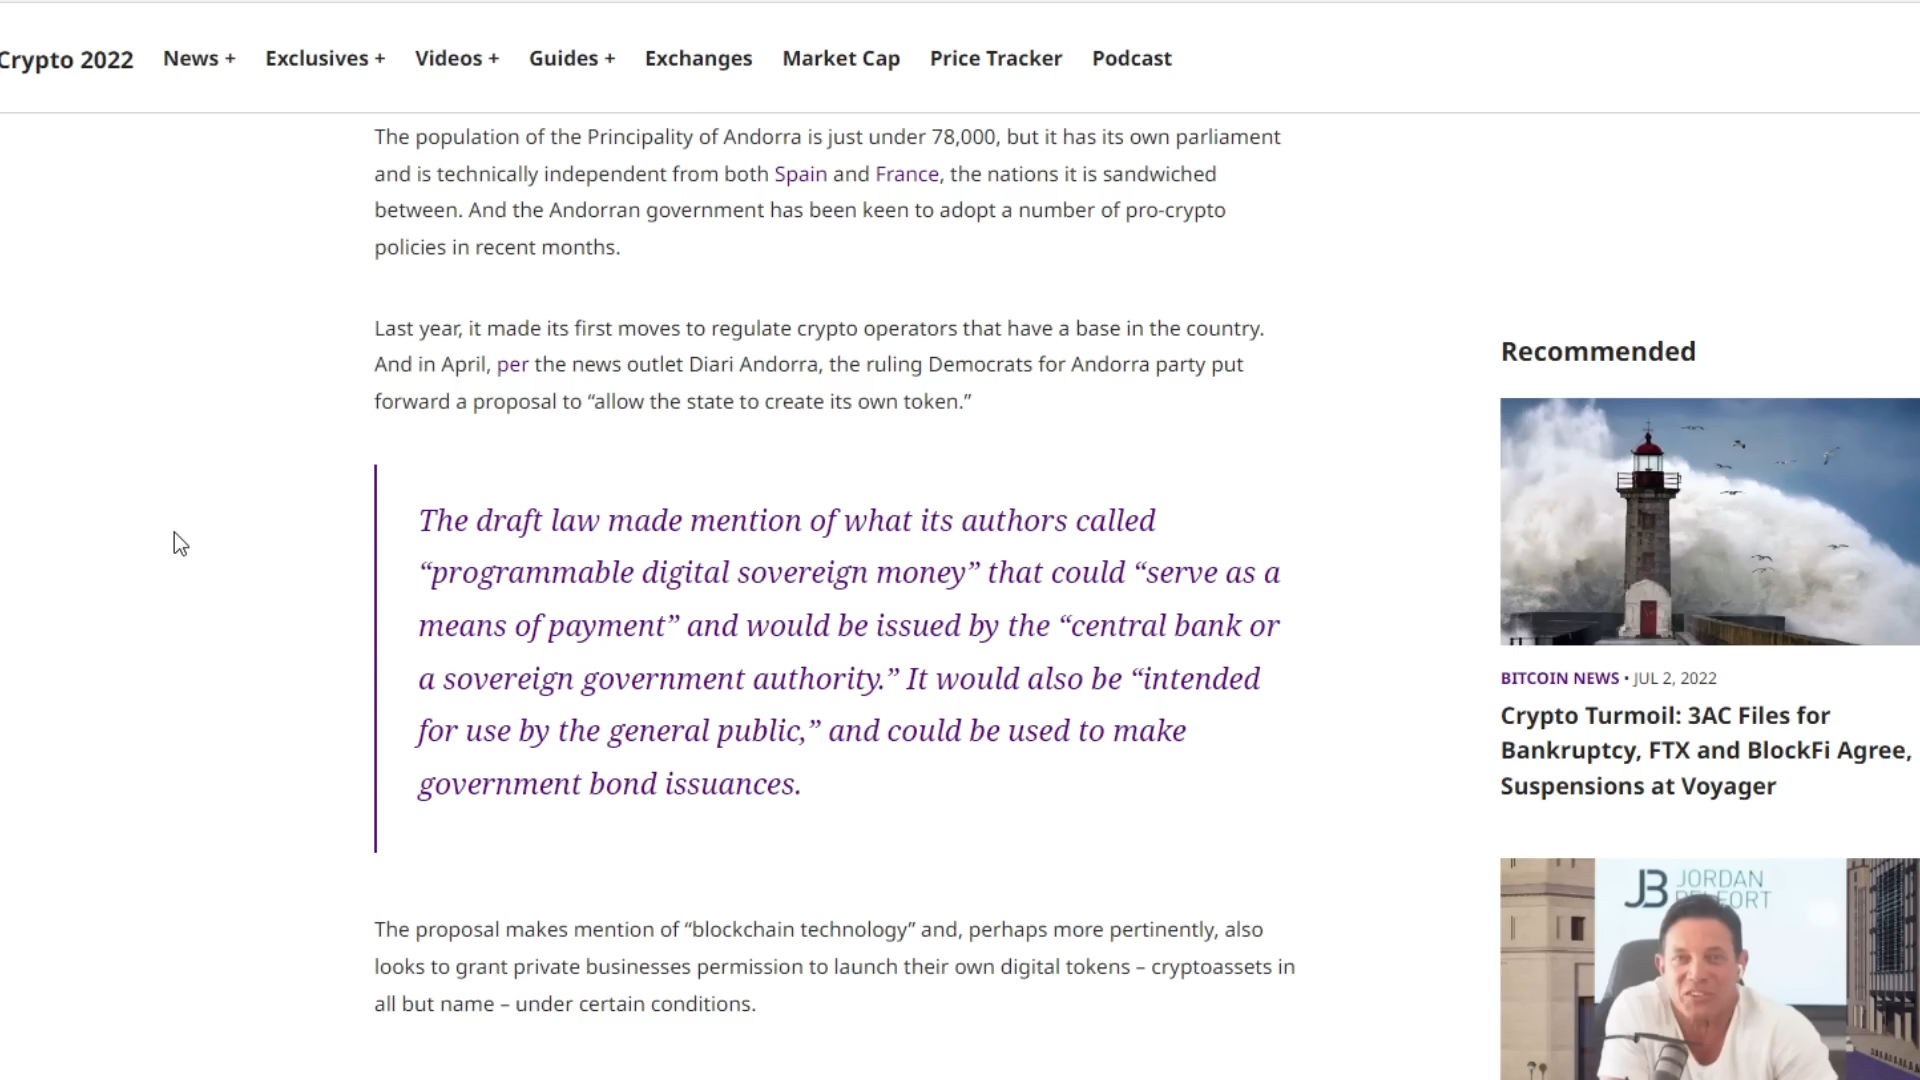 Crypto 2022 News + Exclusives + Videos + Guides + Exchanges Market Cap Price Tracker Podcast
The population of the Principality of Andorra is just under 78,000, but it has its own parliament
and is technically independent from both Spain and France, the nations it is sandwiched
between. And the Andorran government has been keen to adopt a number of pro-crypto
policies in recent months.
Last year, it made its first moves to regulate crypto operators that have a base in the country.
And in April, per the news outlet Diari Andorra, the ruling Democrats for Andorra party put
forward a proposal to “allow the state to create its own token.”
The draft law made mention of what its authors called
“programmable digital sovereign money” that could “serve as a
means of payment” and would be issued by the “central bank or
a sovereign government authority.” It would also be “intended
for use by the general public,” and could be used to make
government bond issuances.
The proposal makes mention of “blockchain technology” and, perhaps more pertinently, also
looks to grant private businesses permission to launch their own digital tokens – cryptoassets in
all but name – under certain conditions.
Recommended
BITCOIN NEWS • JUL 2, 2022
Crypto Turmoil: 3AC Files for
Bankruptcy, FTX and BlockFi Agree,
Suspensions at Voyager
JB JORDAN
BELFORT